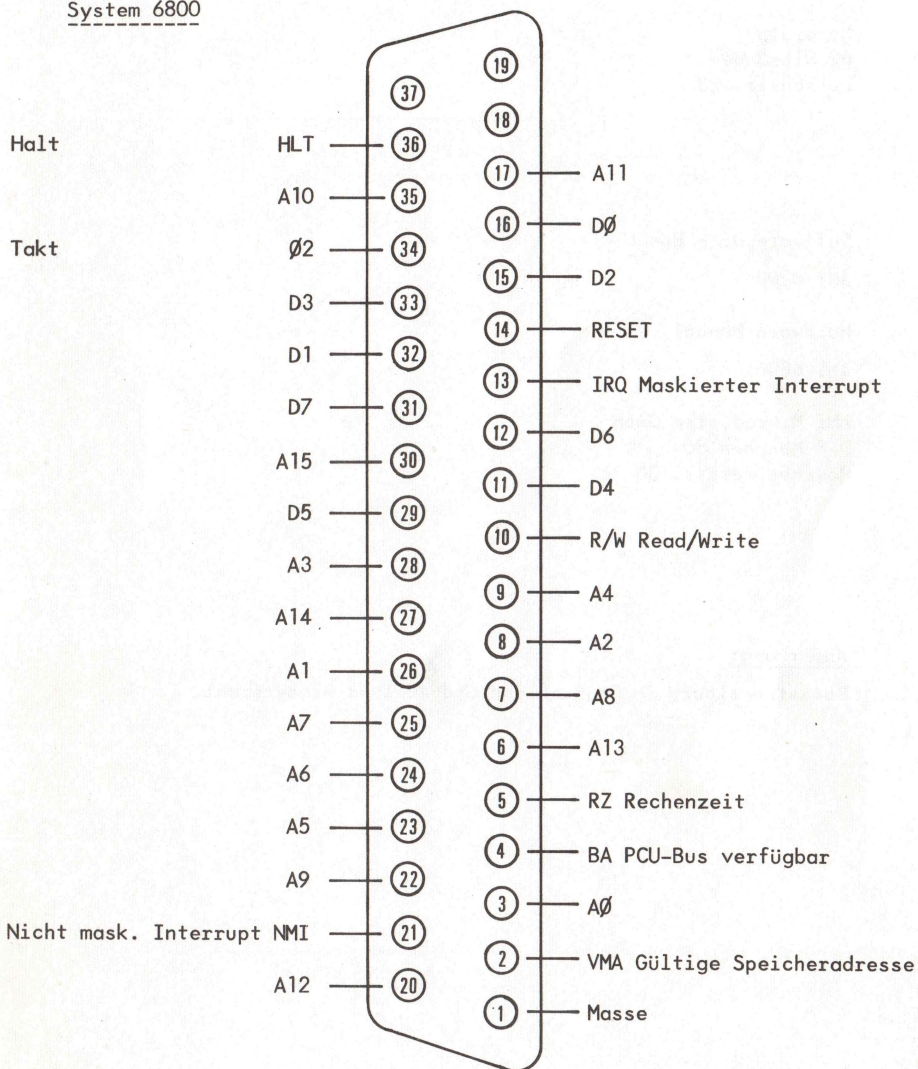 System 6800
19
37
18
Halt HLT 36
17 A11
A10 35
16 DØ
Takt Ø2 34
15 D2
D3 33
14 RESET
D1 32
13 IRQ Maskierter Interrupt
D7 31
12 D6
A15 30
11 D4
D5 29
10 R/W Read/Write
A3 28
9 A4
A14 27
8 A2
A1 26
7 A8
A7 25
6 A13
A6 24
5 RZ Rechenzeit
A5 23
4 BA PCU-Bus verfügbar
A9 22
3 AØ
Nicht mask. Interrupt NMI 21
2 VMA Gültige Speicheradresse
A12 20
1 Masse